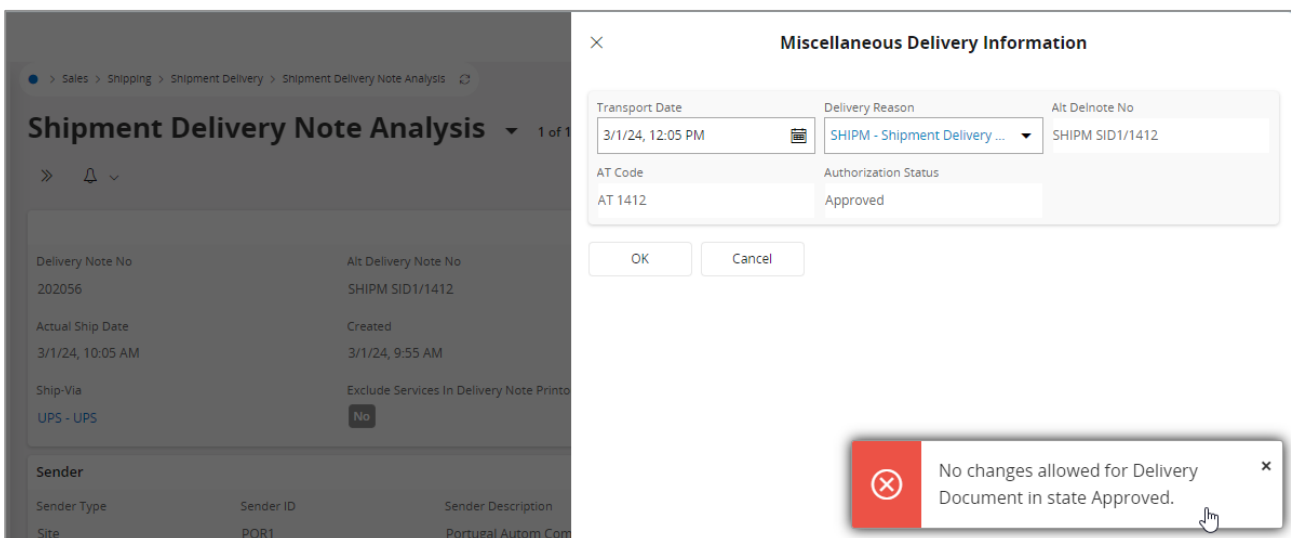 Miscellaneous Delivery Information
> Sales > Shipping > Shipment Delivery > Shipment Delivery Note Analysis
Shipment Delivery Note Analysis 1 of 1
Transport Date Delivery Reason Alt Delnote No
3/1/24, 12:05 PM SHIPM - Shipment Delivery ... SHIPM SID1/1412
AT Code Authorization Status
AT 1412 Approved
OK Cancel
Delivery Note No Alt Delivery Note No
202056 SHIPM SID1/1412
Actual Ship Date Created
3/1/24, 10:05 AM 3/1/24, 9:55 AM
Ship-Via Exclude Services In Delivery Note Printo
UPS - UPS No
Sender
Sender Type Sender ID Sender Description
Site POR1 Portugal Autom Com
No changes allowed for Delivery
Document in state Approved.